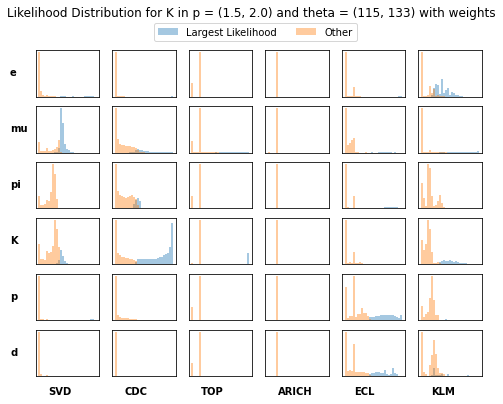 Likelihood Distribution for K in p = (1.5, 2.0) and theta = (115, 133) with weights
Largest Likelihood Other
e
mu
pi
K
p
d
SVD CDC TOP ARICH ECL KLM